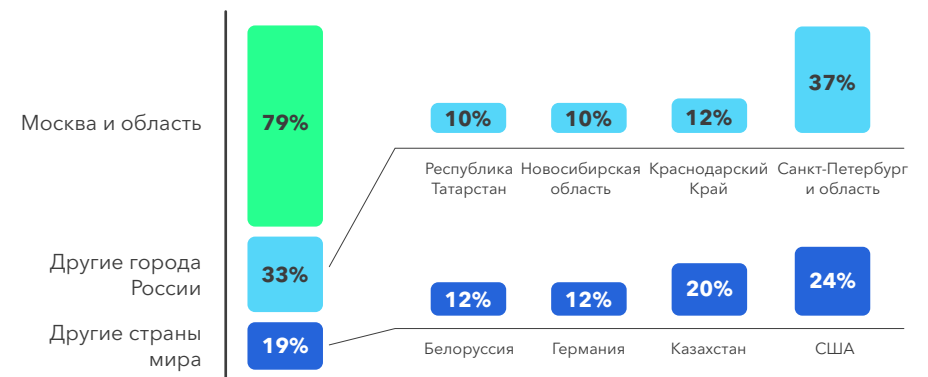 Москва и область
79%
10%
10%
12%
37%
Республика
Татарстан
Новосибирская
область
Краснодарский
Край
Санкт-Петербург
и область
Другие города
России
33%
12%
12%
20%
24%
Другие страны
мира
19%
Белоруссия
Германия
Казахстан
США